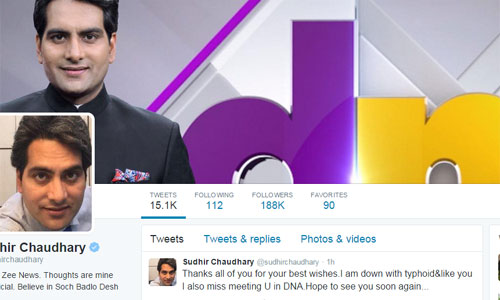 dn
TWEETS FOLLOWING FOLLOWERS FAVORITES
15.1K 112 188K 90
Tweets Tweets & replies Photos & videos
dhir Chaudhary
irchaudhary
Zee News. Thoughts are mine
cial. Believe in Soch Badlo Desh
Sudhir Chaudhary @sudhirchaudhary · 1h
Thanks all of you for your best wishes.I am down with typhoid&like you
I also miss meeting U in DNA.Hope to see you soon again...